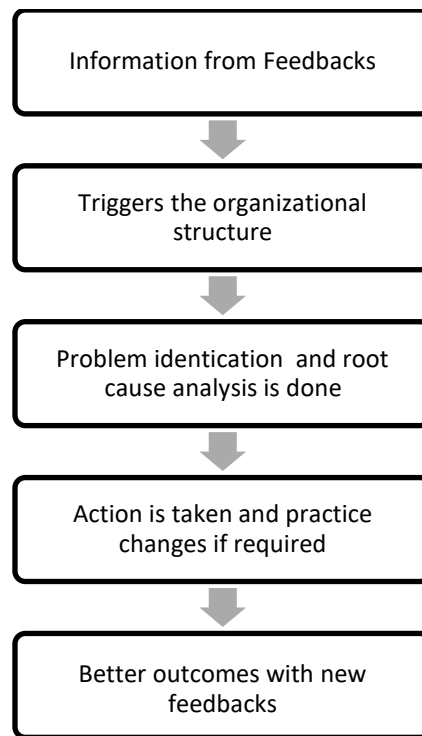 Information from Feedbacks
Triggers the organizational
structure
Problem identication and root
cause analysis is done
Action is taken and practice
changes if required
Better outcomes with new
feedbacks